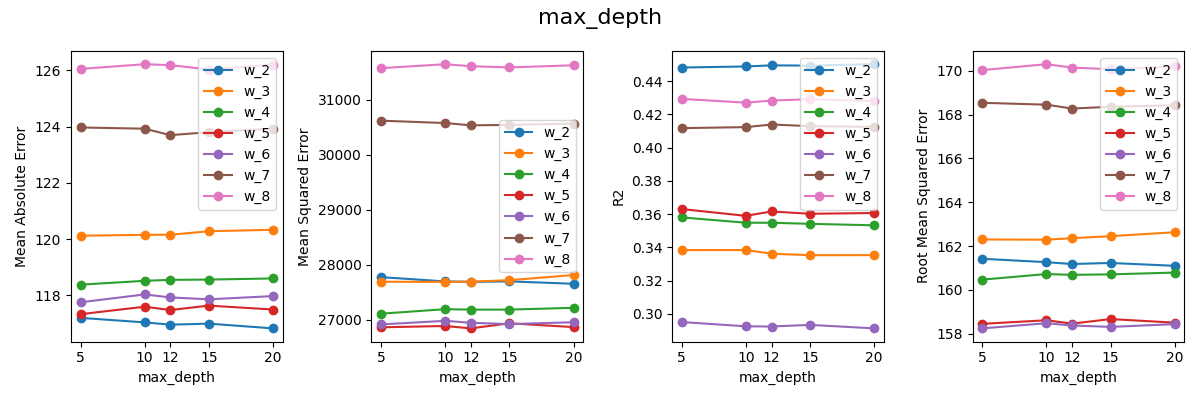 max_depth
Mean Absolute Error
126
124
122
120
118
5 10 12 15 20
max_depth
w_2
w_3
w_4
w_5
w_6
w_7
w_8
Mean Squared Error
31000
30000
29000
28000
27000
5 10 12 15 20
max_depth
w_2
w_3
w_4
w_5
w_6
w_7
w_8
R2
0.44
0.42
0.40
0.38
0.36
0.34
0.32
0.30
5 10 12 15 20
max_depth
w_2
w_3
w_4
w_5
w_6
w_7
w_8
Root Mean Squared Error
170
168
166
164
162
160
158
5 10 12 15 20
max_depth
w_2
w_3
w_4
w_5
w_6
w_7
w_8